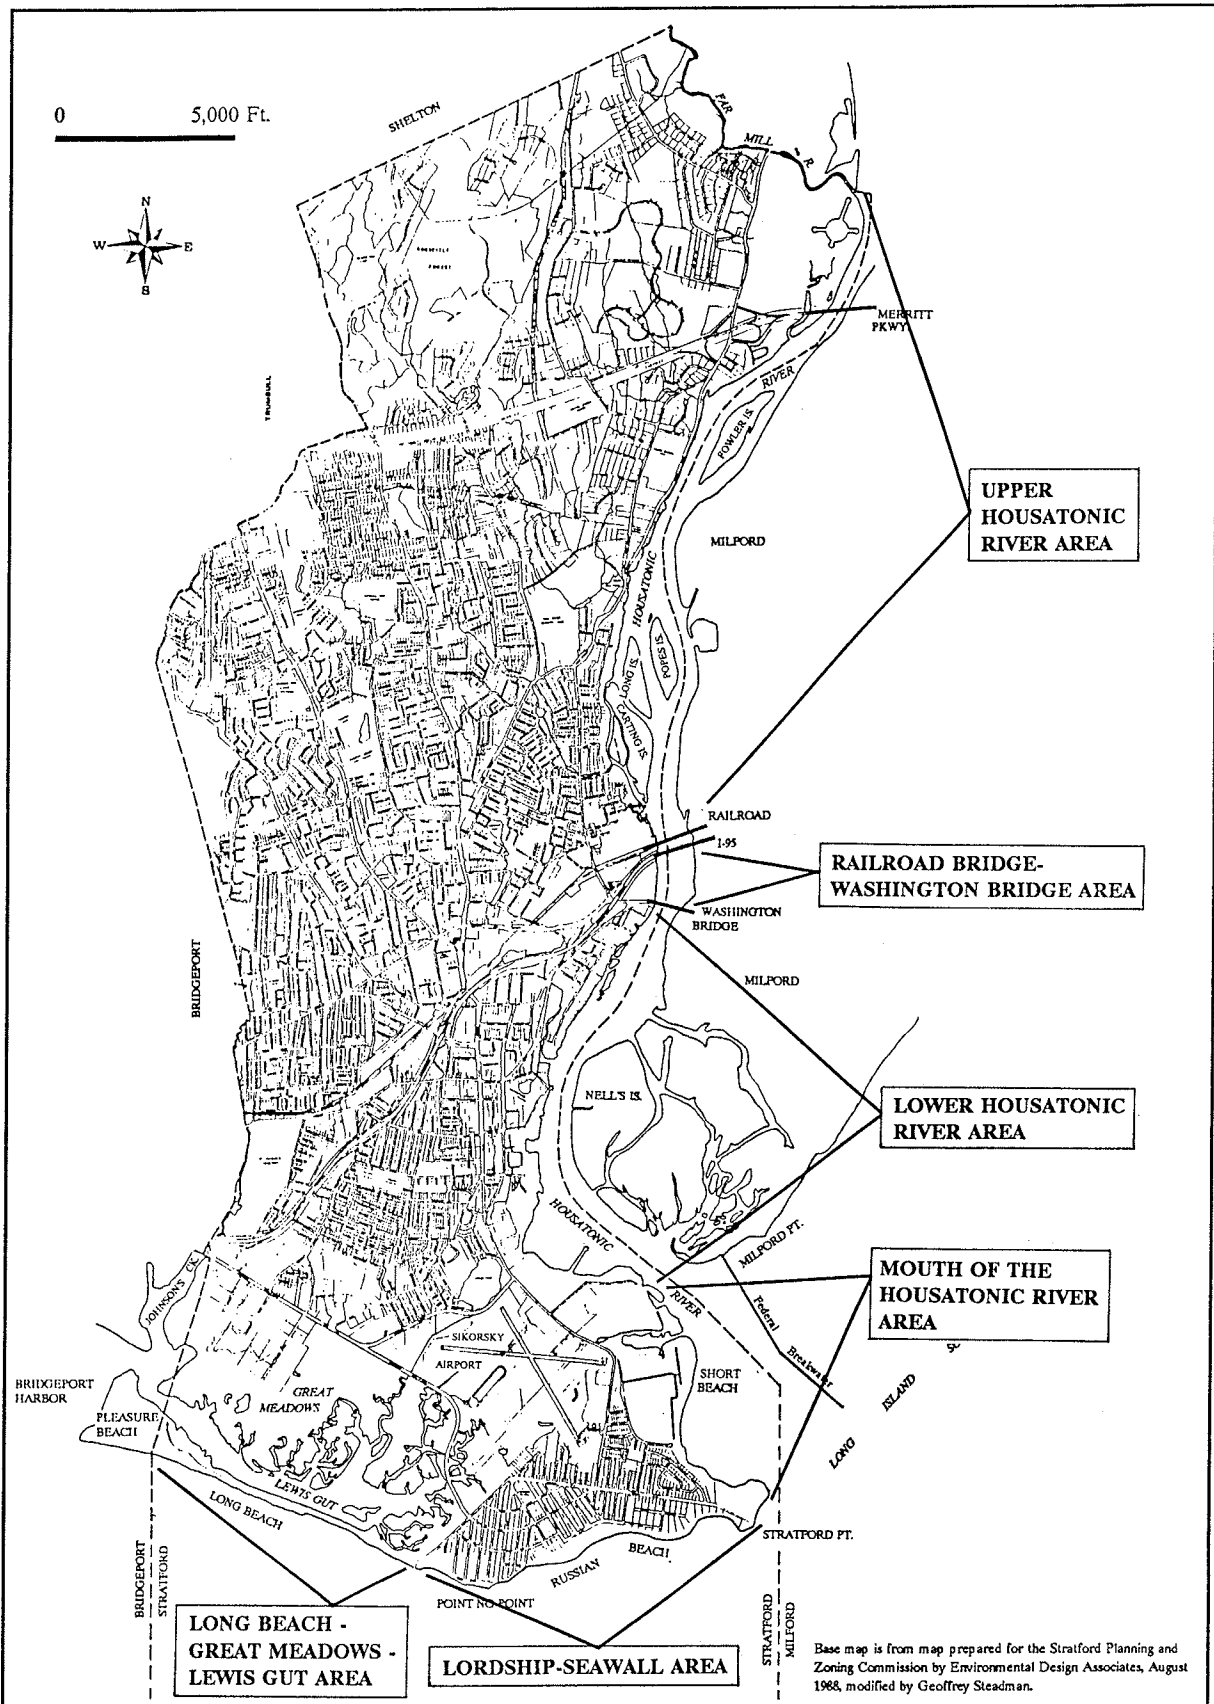 0 5,000 Ft.
SHELTON
FAR
MILL
R.
N
W E
S
ROOSEVELT
FOREST
MERRITT
PKWY
TRUMBULL
RIVER
FOWLER IS.
UPPER
HOUSATONIC
RIVER AREA
MILFORD
HOUSATONIC
POPES IS.
LONG IS.
CARTING IS.
RAILROAD
I-95
RAILROAD BRIDGE-
WASHINGTON BRIDGE AREA
WASHINGTON
BRIDGE
BRIDGEPORT
MILFORD
NELL'S IS.
LOWER HOUSATONIC
RIVER AREA
HOUSATONIC
RIVER
MILFORD PT.
MOUTH OF THE
HOUSATONIC RIVER
AREA
JOHNSON'S CK.
Federal
Breakwater
SIKORSKY
AIRPORT
SHORT
BEACH
LONG ISLAND
BRIDGEPORT
HARBOR
GREAT
MEADOWS
PLEASURE
BEACH
LEWIS GUT
LONG BEACH
STRATFORD PT.
RUSSIAN BEACH
POINT NO POINT
BRIDGEPORT
STRATFORD
STRATFORD
MILFORD
LONG BEACH -
GREAT MEADOWS -
LEWIS GUT AREA
LORDSHIP-SEAWALL AREA
Base map is from map prepared for the Stratford Planning and
Zoning Commission by Environmental Design Associates, August
1988, modified by Geoffrey Steadman.